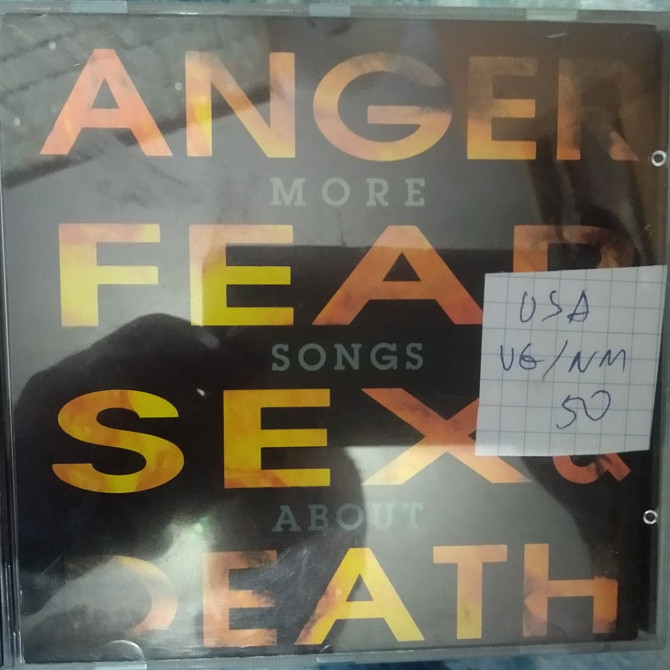 ANGER
MORE
FEAR
SONGS
SEX &
ABOUT
DEATH
USA
VG/NM
50